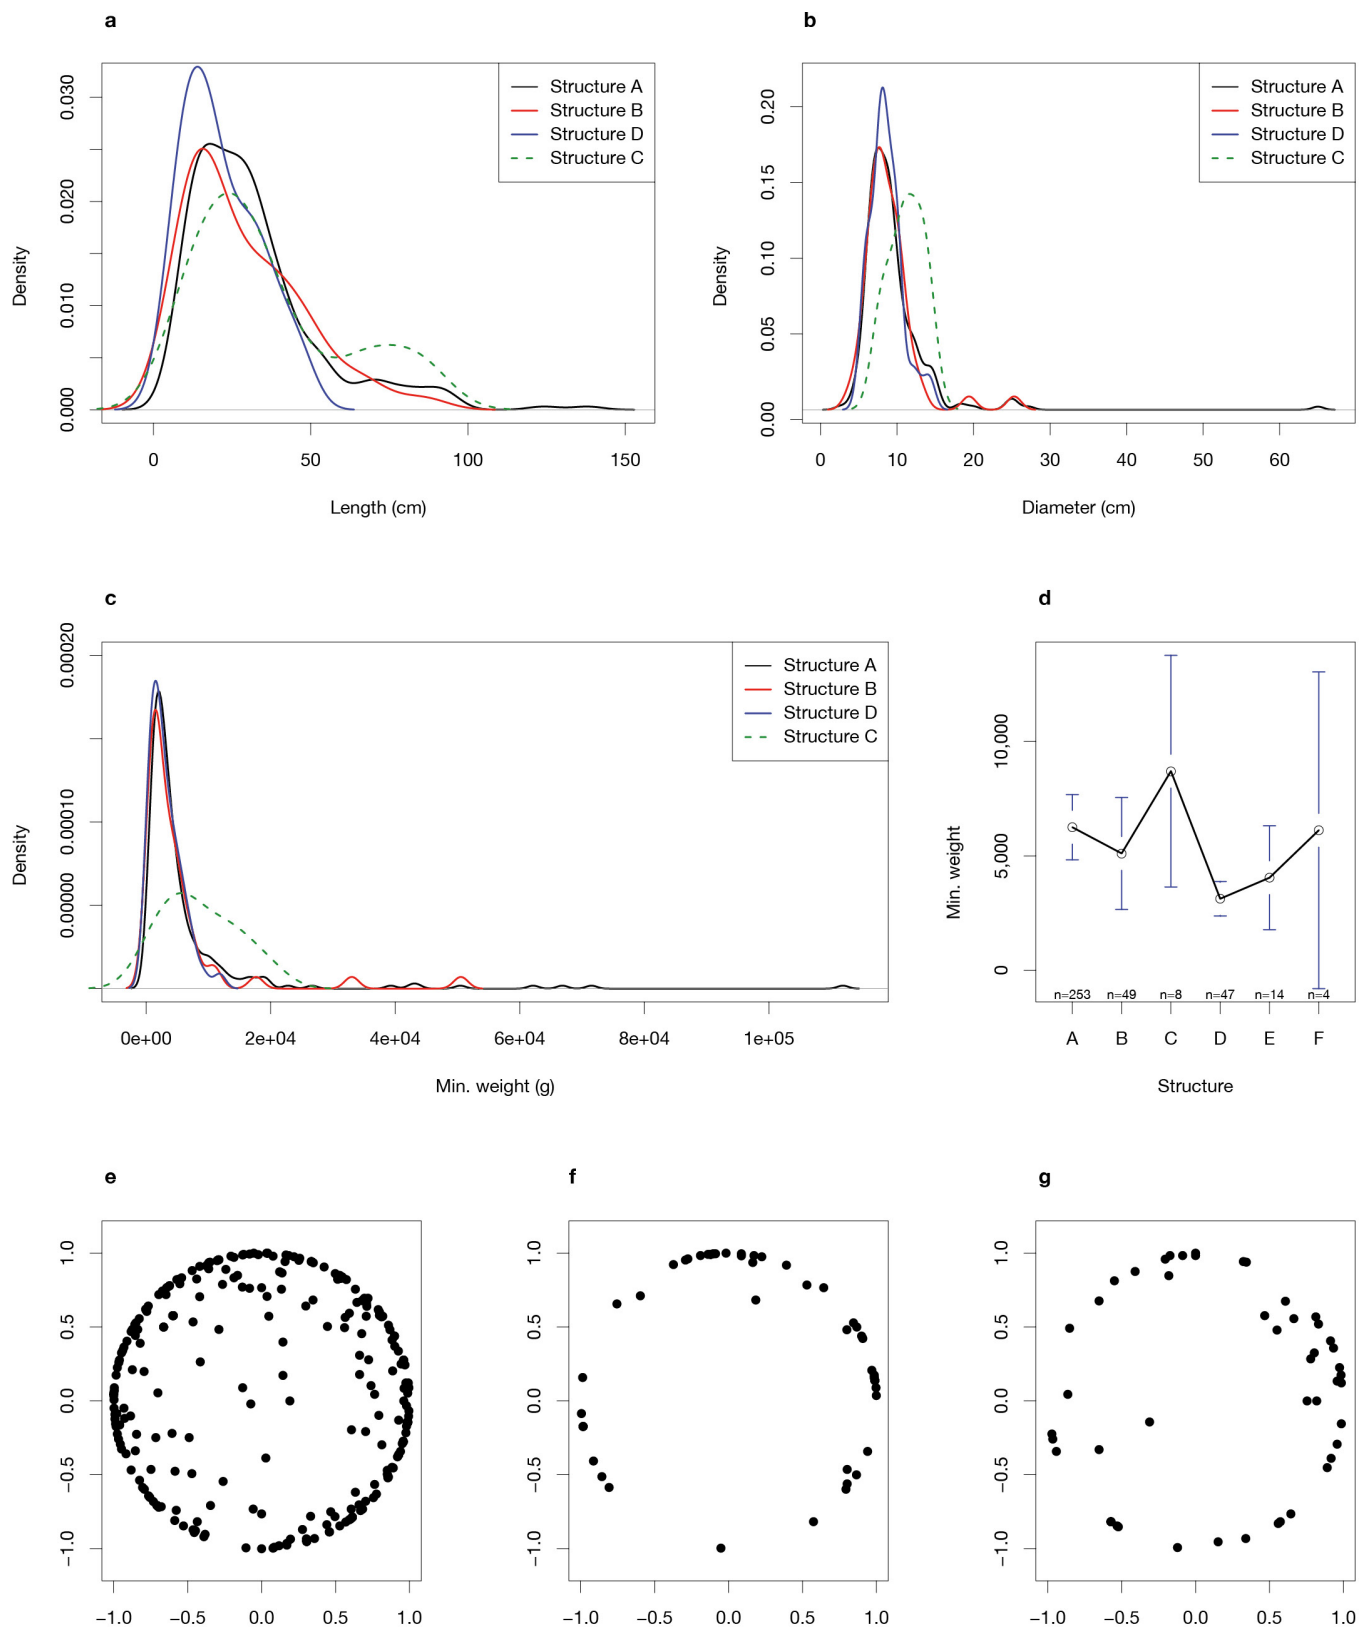 a
0.000
0.010
0.020
0.030
Density
Structure A
Structure B
Structure D
Structure C
0
50
100
150
Length (cm)
b
0.00
0.05
0.10
0.15
0.20
Density
Structure A
Structure B
Structure D
Structure C
0
10
20
30
40
50
60
Diameter (cm)
c
0.00000
0.00010
0.00020
Density
Structure A
Structure B
Structure D
Structure C
0e+00
2e+04
4e+04
6e+04
8e+04
1e+05
Min. weight (g)
d
0
5,000
10,000
Min. weight
n=253
n=49
n=8
n=47
n=14
n=4
A
B
C
D
E
F
Structure
e
−1.0
−0.5
0.0
0.5
1.0
−1.0
−0.5
0.0
0.5
1.0
f
−1.0
−0.5
0.0
0.5
1.0
−1.0
−0.5
0.0
0.5
1.0
g
−1.0
−0.5
0.0
0.5
1.0
−1.0
−0.5
0.0
0.5
1.0